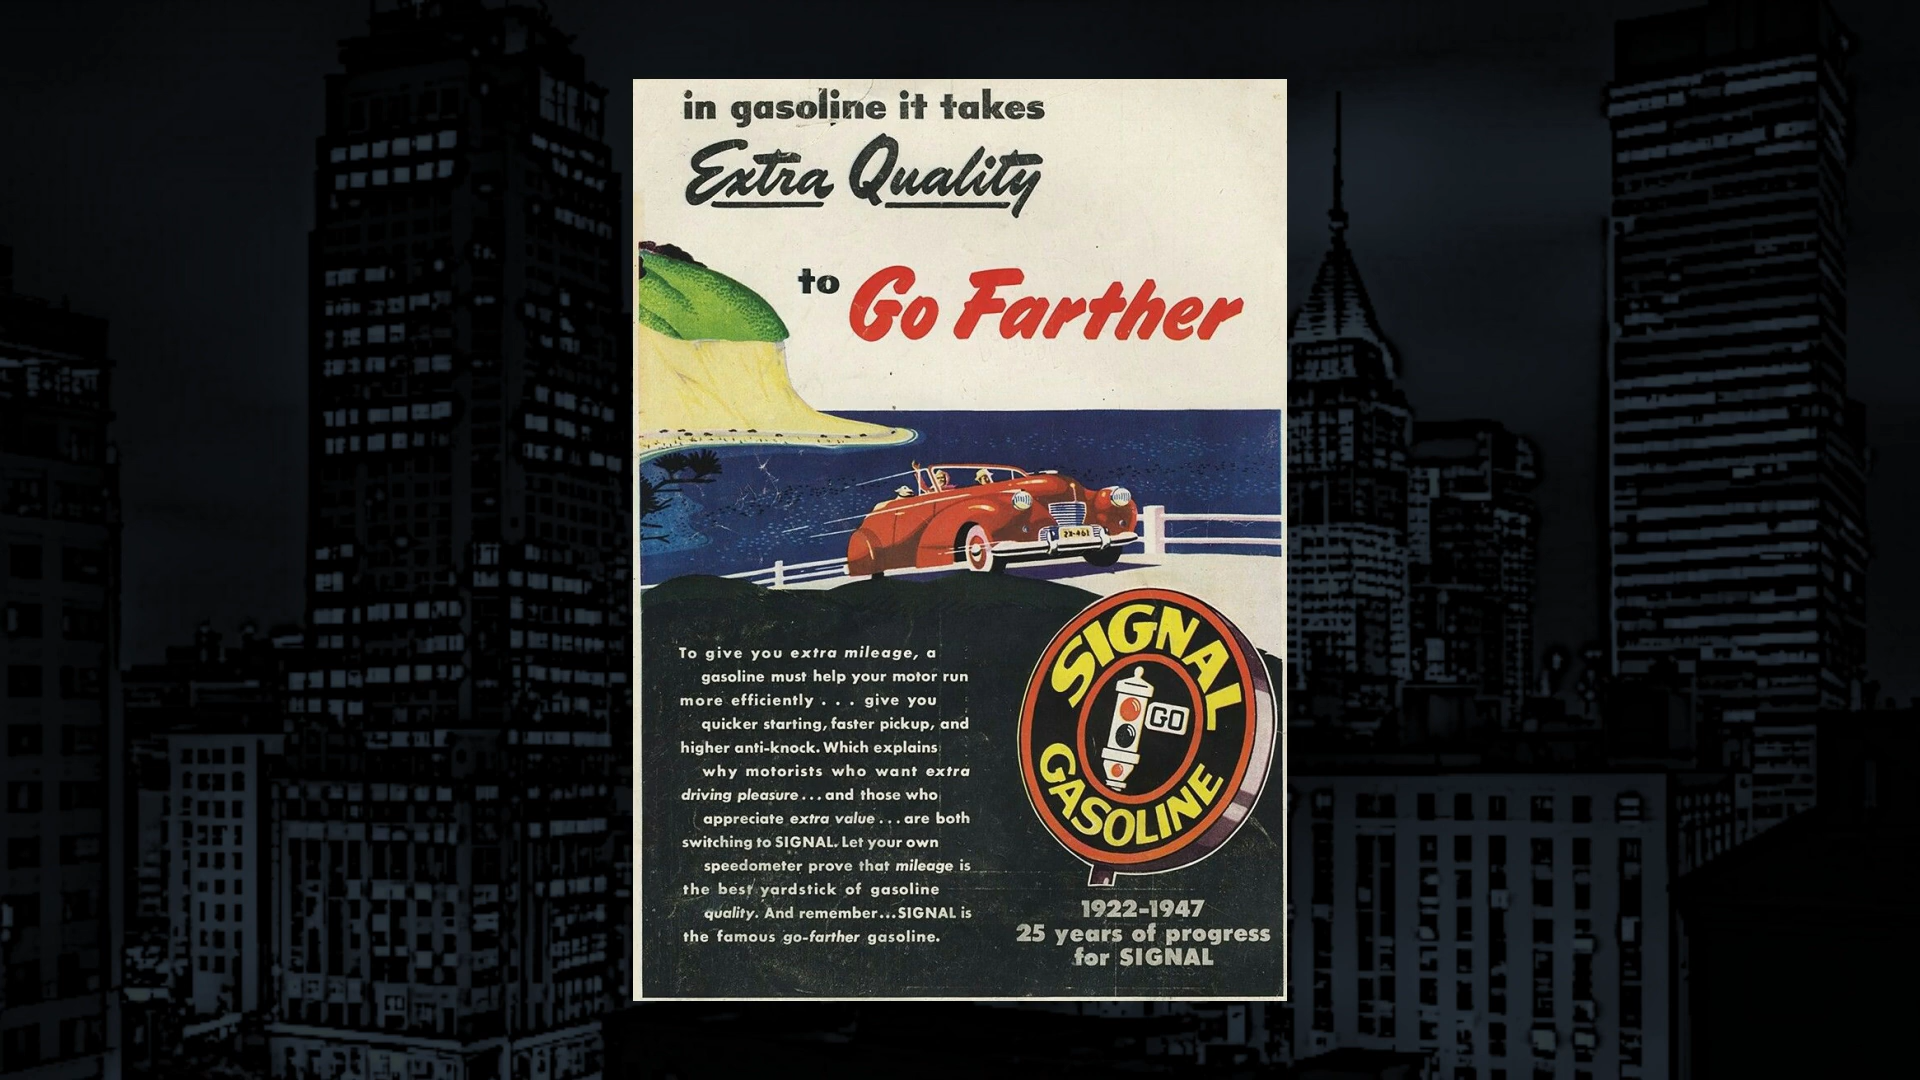 in gasoline it takes
Extra Quality
to Go Farther
To give you extra mileage, a
gasoline must help your motor run
more efficiently . . . give you
quicker starting, faster pickup, and
higher anti-knock. Which explains
why motorists who want extra
driving pleasure . . . and those who
appreciate extra value . . . are both
switching to SIGNAL. Let your own
speedometer prove that mileage is
the best yardstick of gasoline
quality. And remember...SIGNAL is
the famous go-farther gasoline.
SIGNAL
GO
GASOLINE
1922-1947
25 years of progress
for SIGNAL